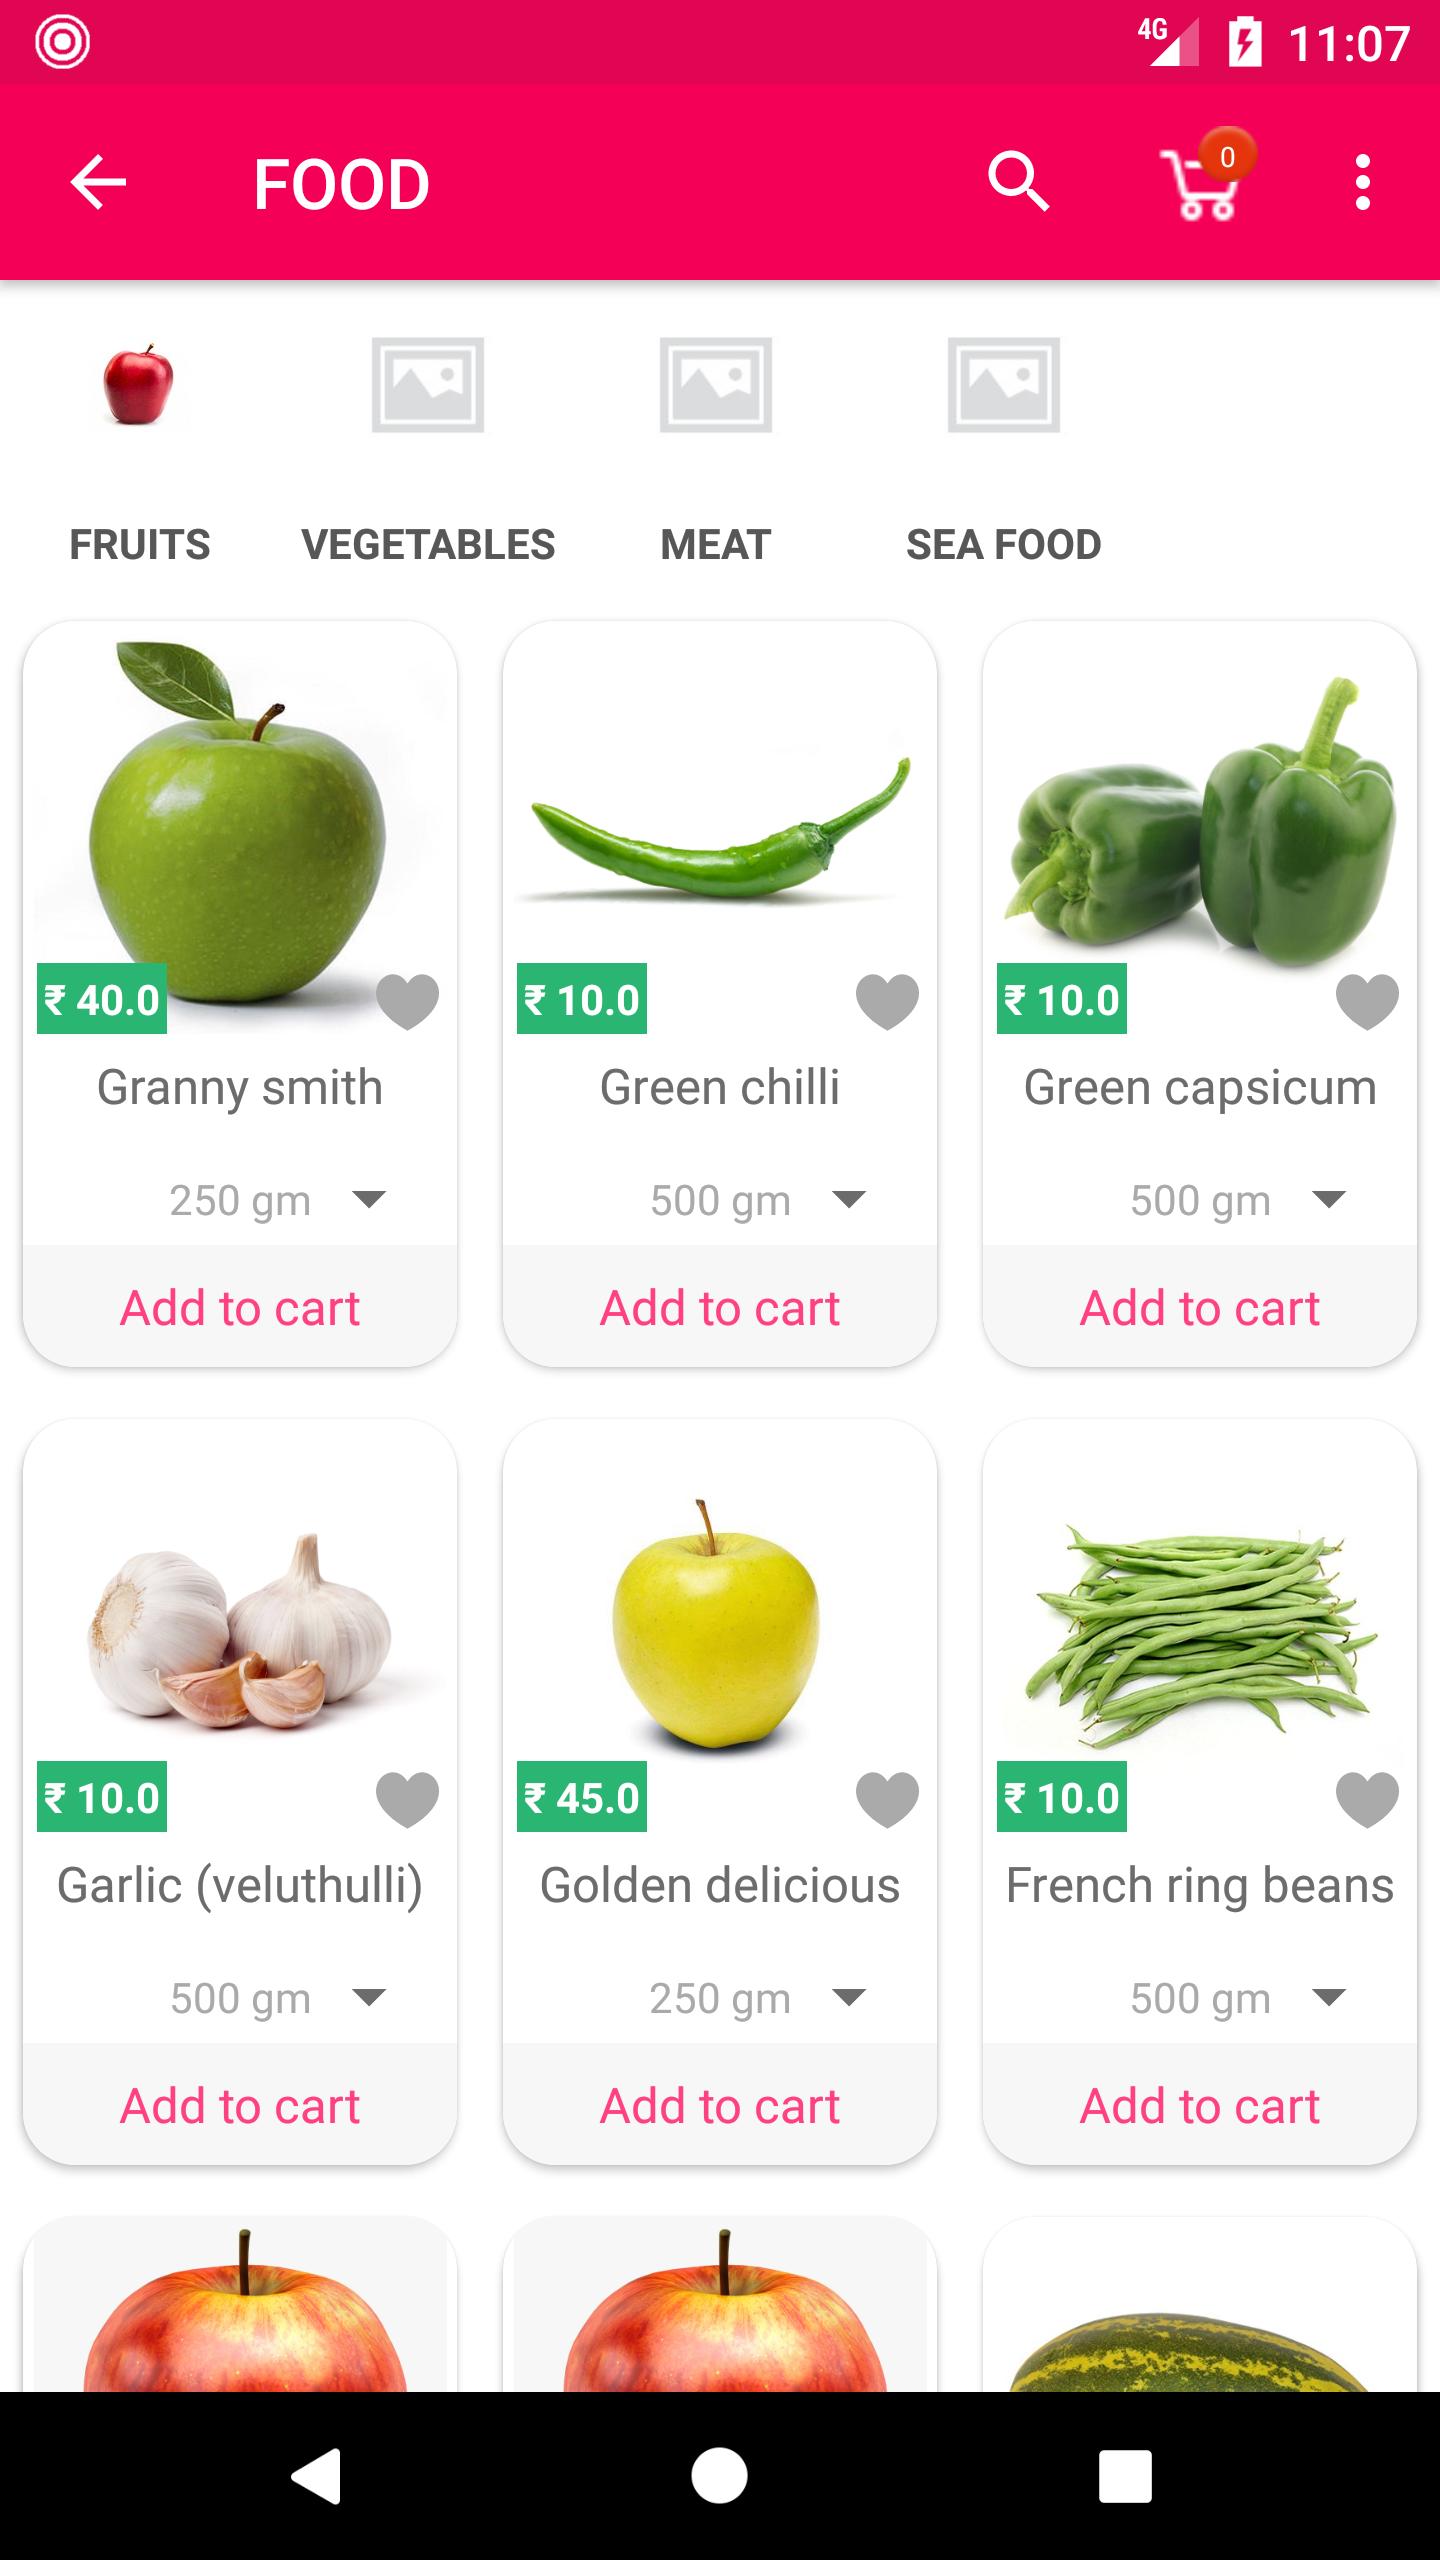 4G 11:07
FOOD 0
FRUITS VEGETABLES MEAT SEA FOOD
₹ 40.0 ₹ 10.0 ₹ 10.0
Granny smith Green chilli Green capsicum
250 gm 500 gm 500 gm
Add to cart Add to cart Add to cart
₹ 10.0 ₹ 45.0 ₹ 10.0
Garlic (veluthulli) Golden delicious French ring beans
500 gm 250 gm 500 gm
Add to cart Add to cart Add to cart